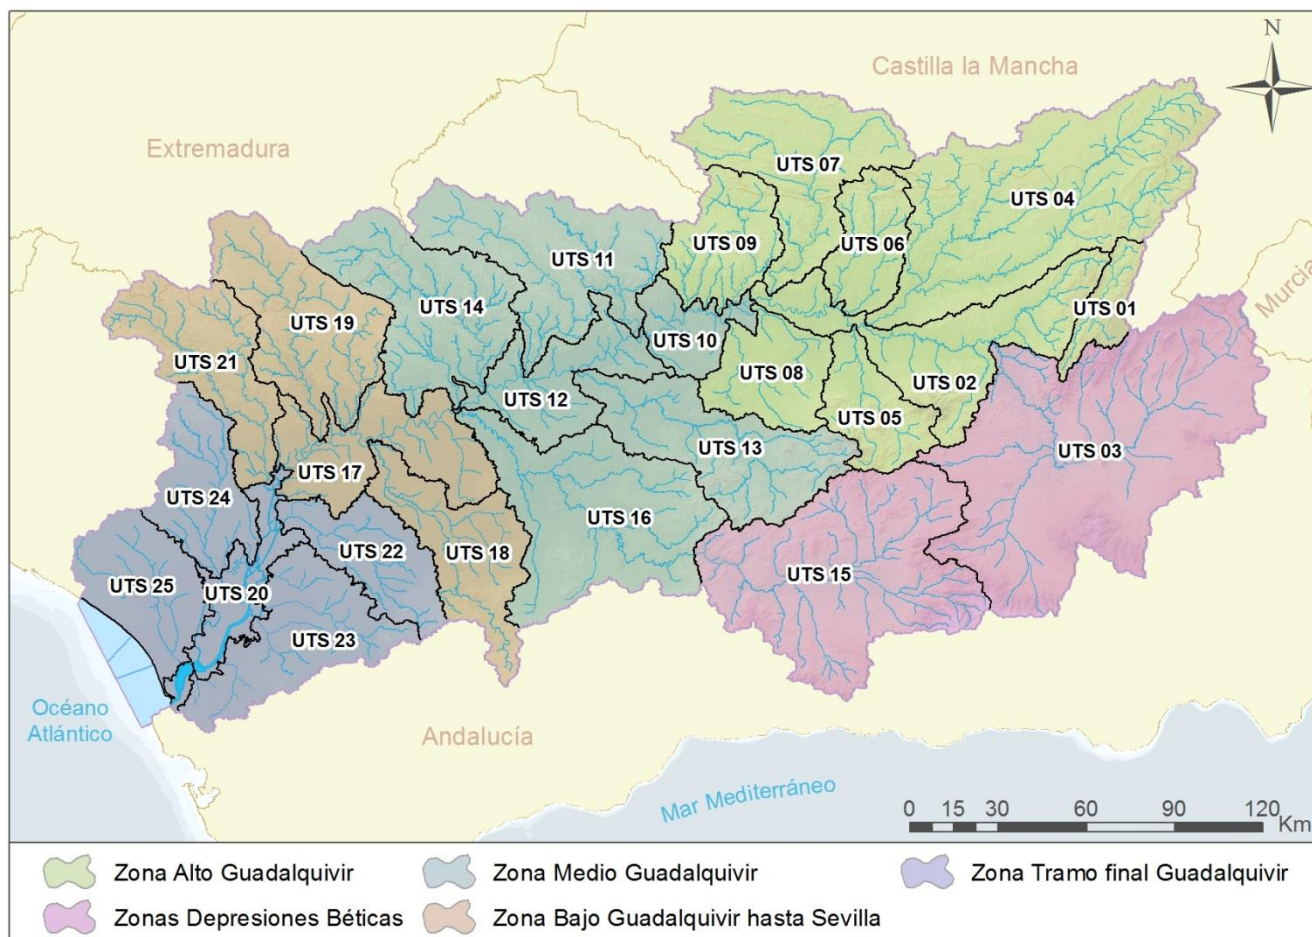 N
Castilla la Mancha
Extremadura
UTS 07
UTS 04
UTS 09
UTS 06
UTS 11
Murcia
UTS 14
UTS 01
UTS 19
UTS 10
UTS 21
UTS 08
UTS 02
UTS 12
UTS 05
UTS 13
UTS 03
UTS 17
UTS 24
UTS 16
UTS 22
UTS 18
UTS 15
UTS 25
UTS 20
UTS 23
Océano
Atlántico
Andalucía
Mar Mediterráneo
0 15 30 60 90 120
Km
Zona Alto Guadalquivir
Zona Medio Guadalquivir
Zona Tramo final Guadalquivir
Zonas Depresiones Béticas
Zona Bajo Guadalquivir hasta Sevilla